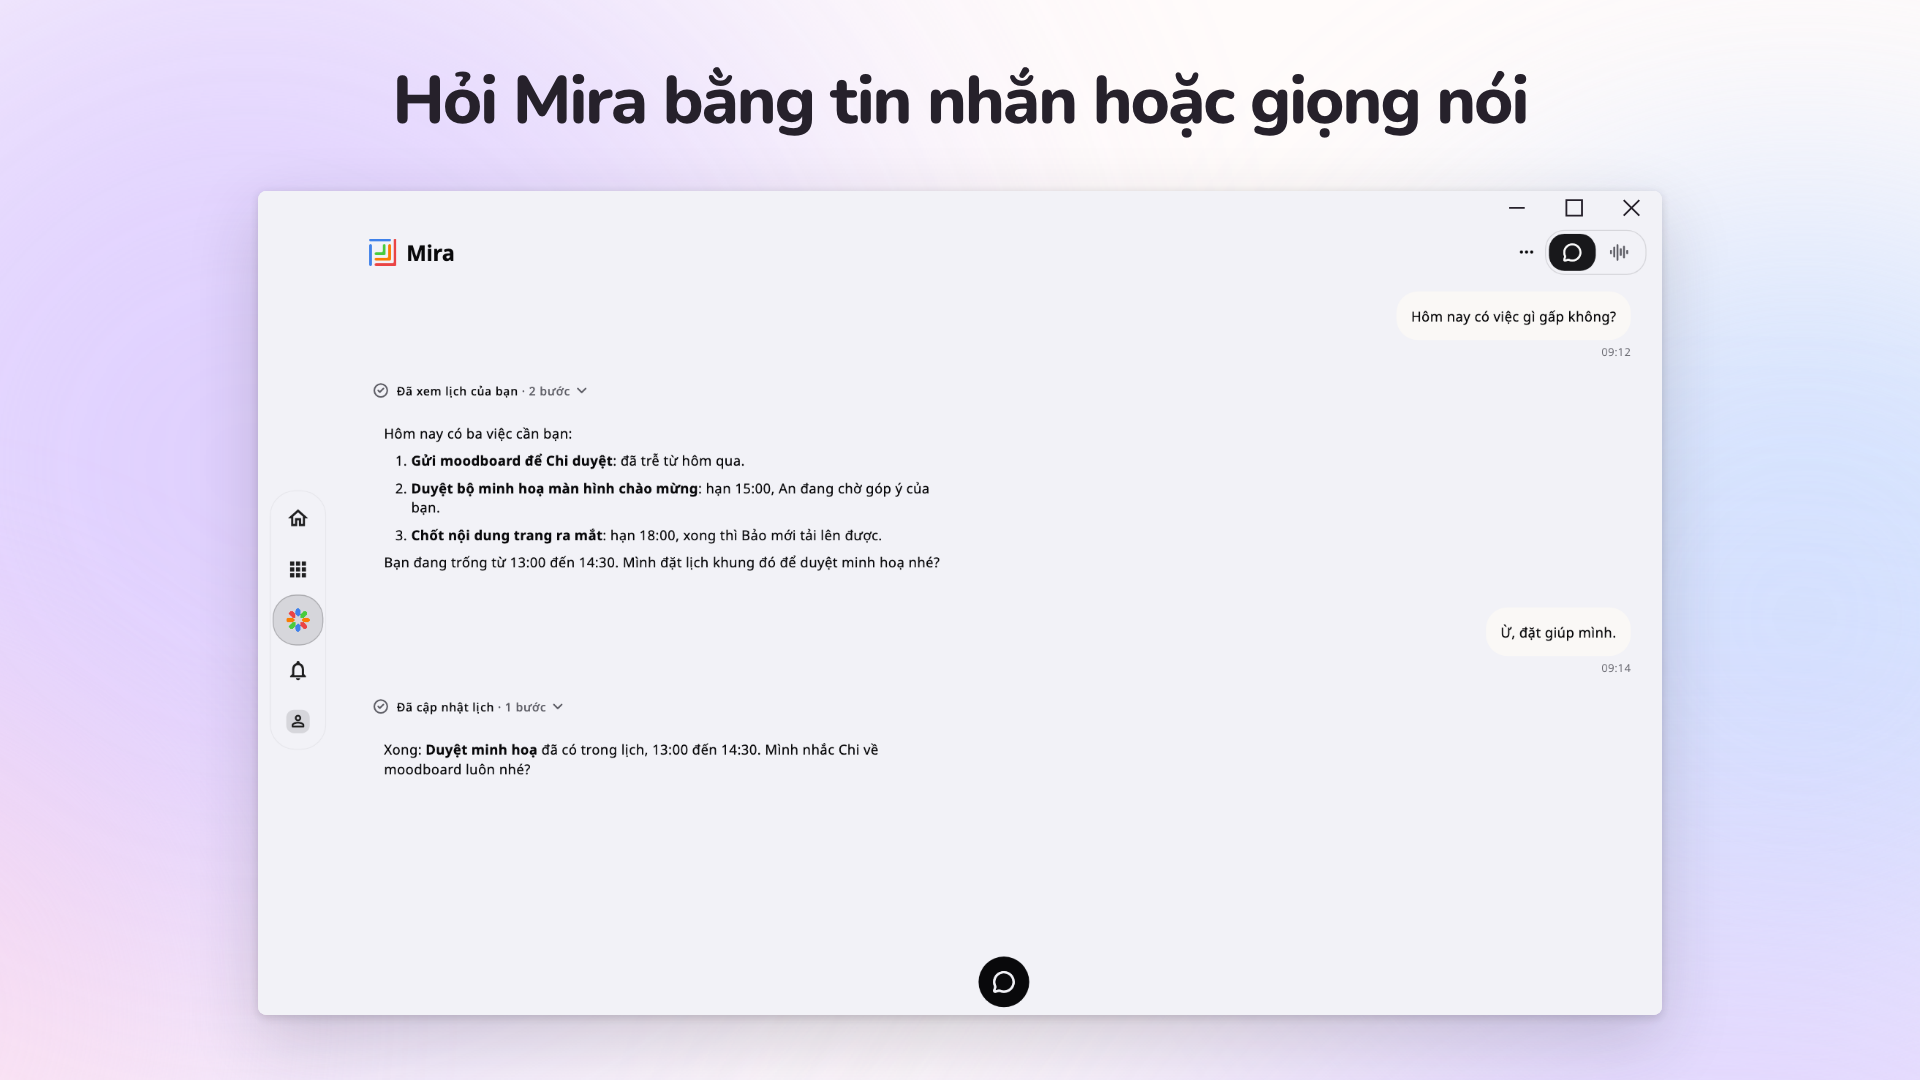 Hỏi Mira bằng tin nhắn hoặc giọng nói
Mira
Hôm nay có việc gì gấp không?
09:12
Đã xem lịch của bạn · 2 bước
Hôm nay có ba việc cần bạn:
1. Gửi moodboard để Chi duyệt: đã trễ từ hôm qua.
2. Duyệt bộ minh hoạ màn hình chào mừng: hạn 15:00, An đang chờ góp ý của
bạn.
3. Chốt nội dung trang ra mắt: hạn 18:00, xong thì Bảo mới tải lên được.
Bạn đang trống từ 13:00 đến 14:30. Mình đặt lịch khung đó để duyệt minh hoạ nhé?
Ừ, đặt giúp mình.
09:14
Đã cập nhật lịch · 1 bước
Xong: Duyệt minh hoạ đã có trong lịch, 13:00 đến 14:30. Mình nhắc Chi về
moodboard luôn nhé?